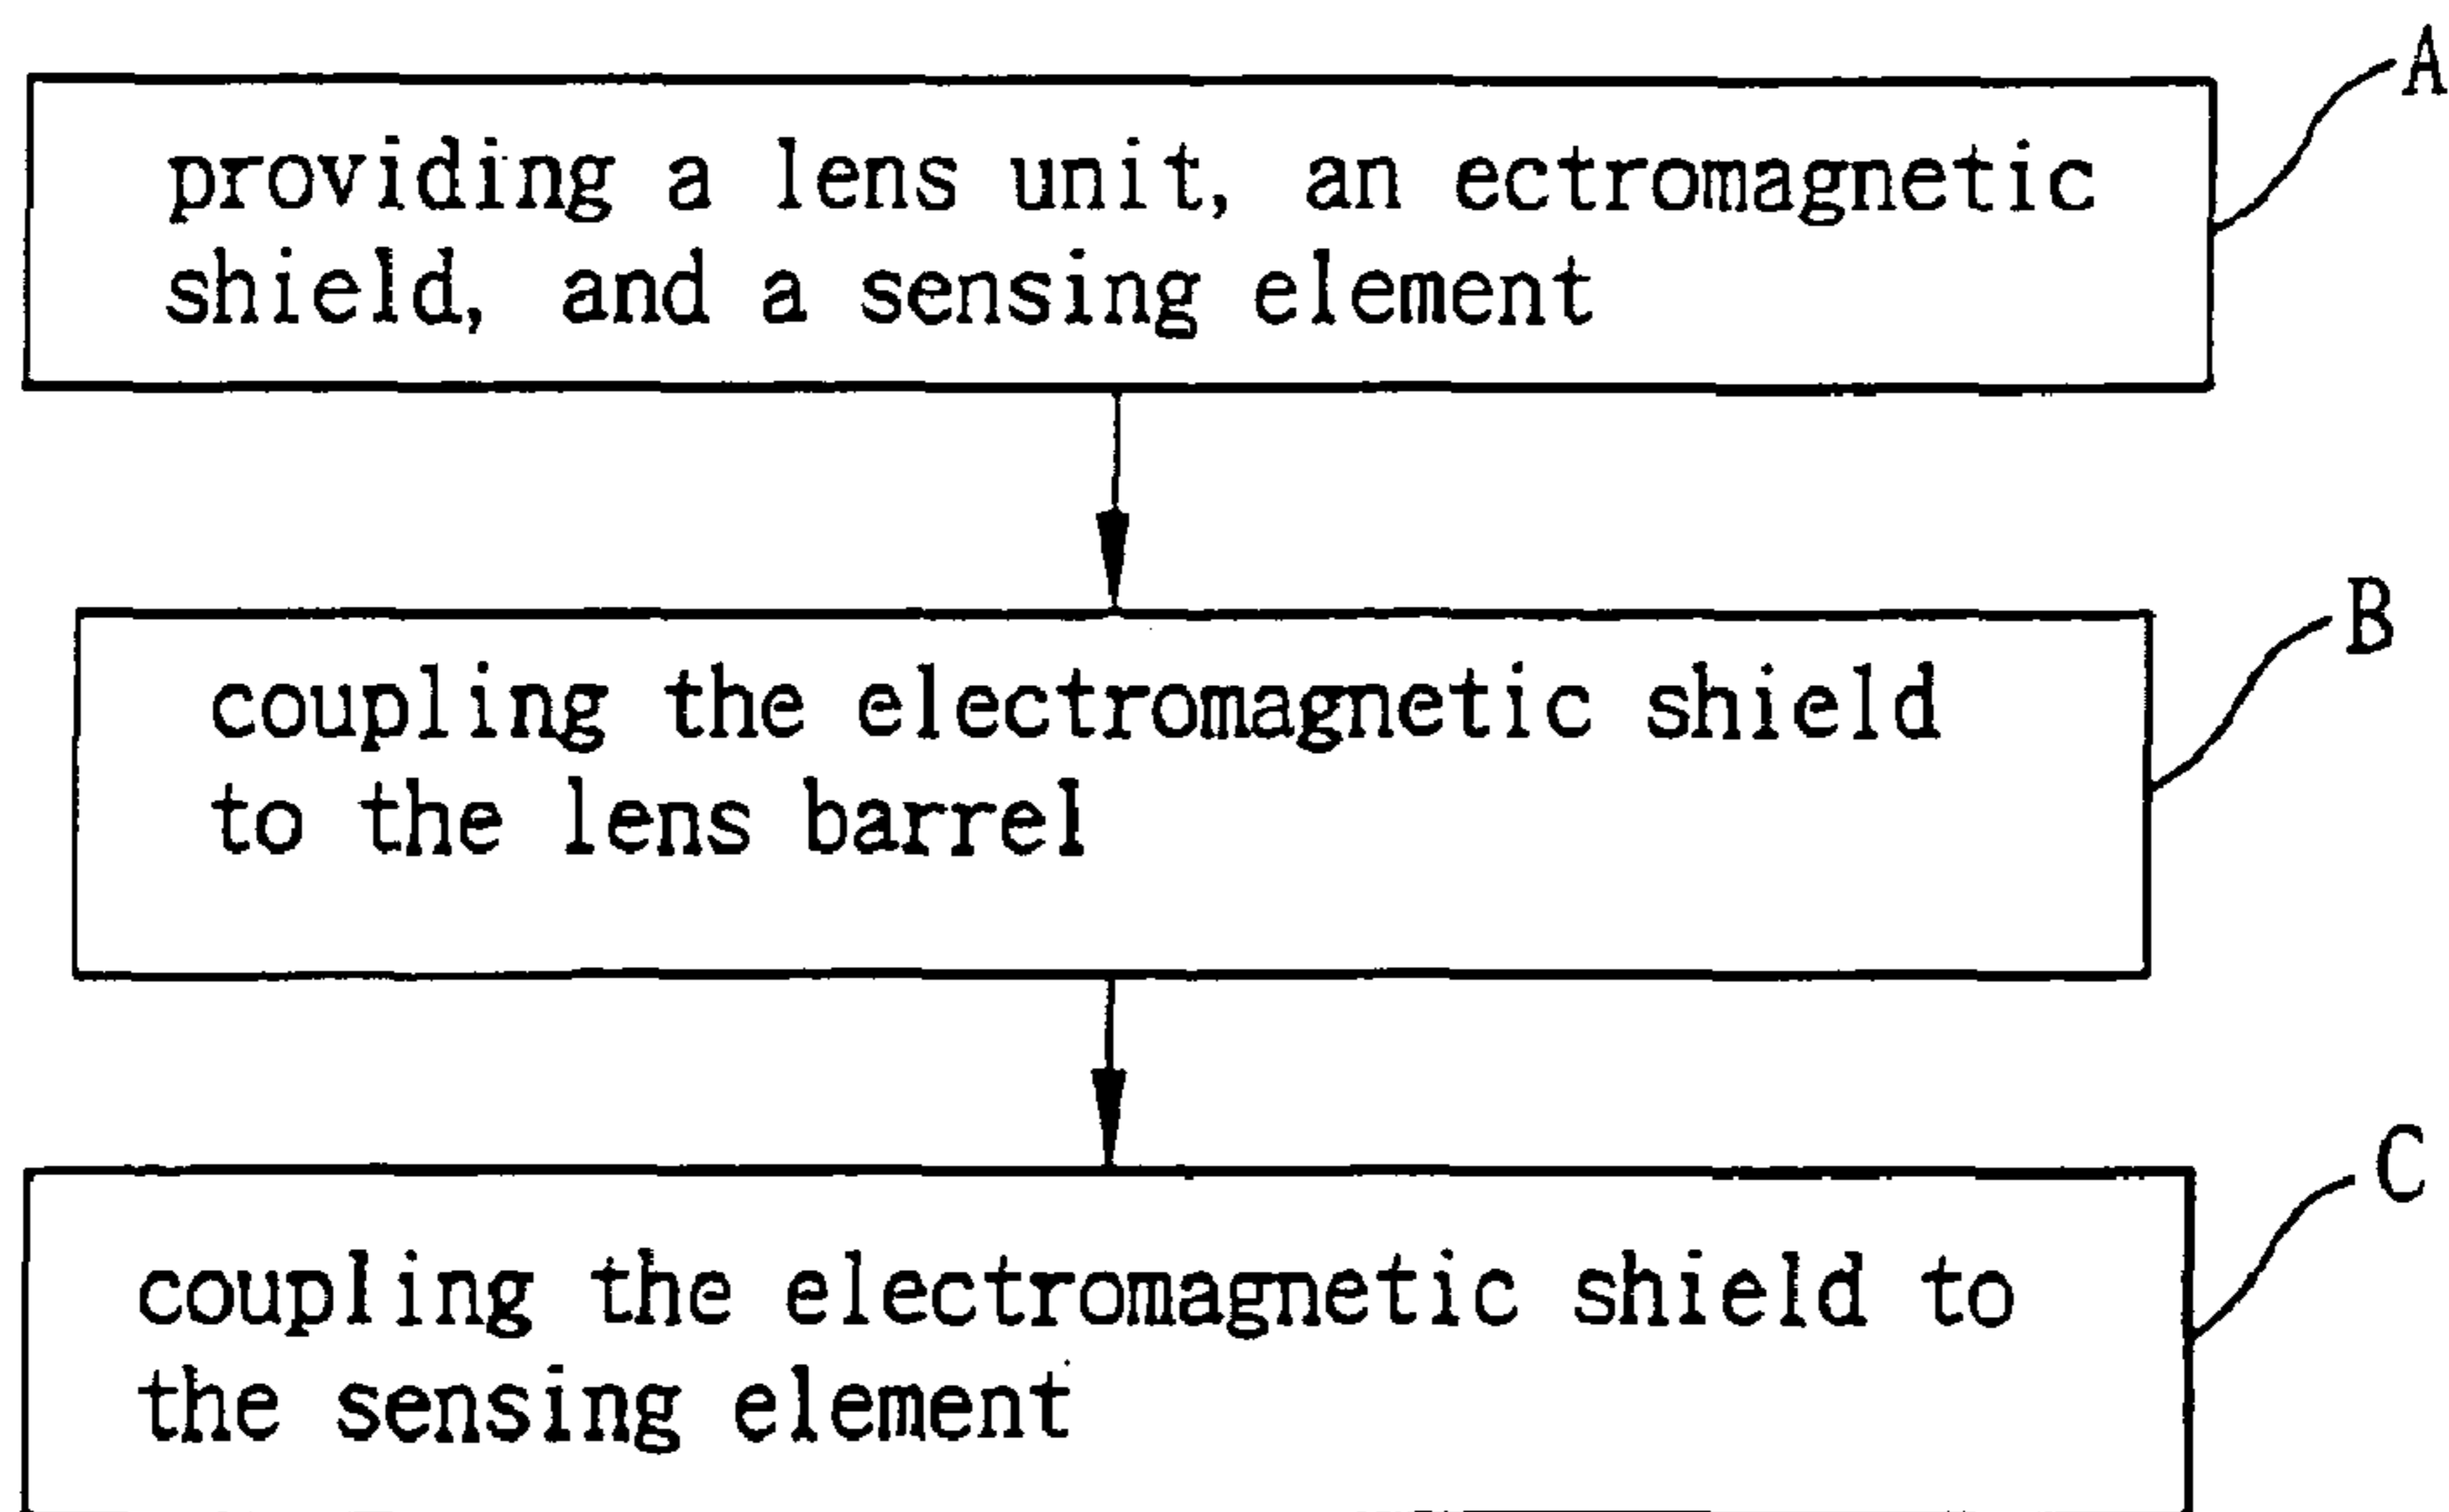 A
providing a lens unit, an ectromagnetic
shield, and a sensing element
B
coupling the electromagnetic shield
to the lens barrel
C
coupling the electromagnetic shield to
the sensing element